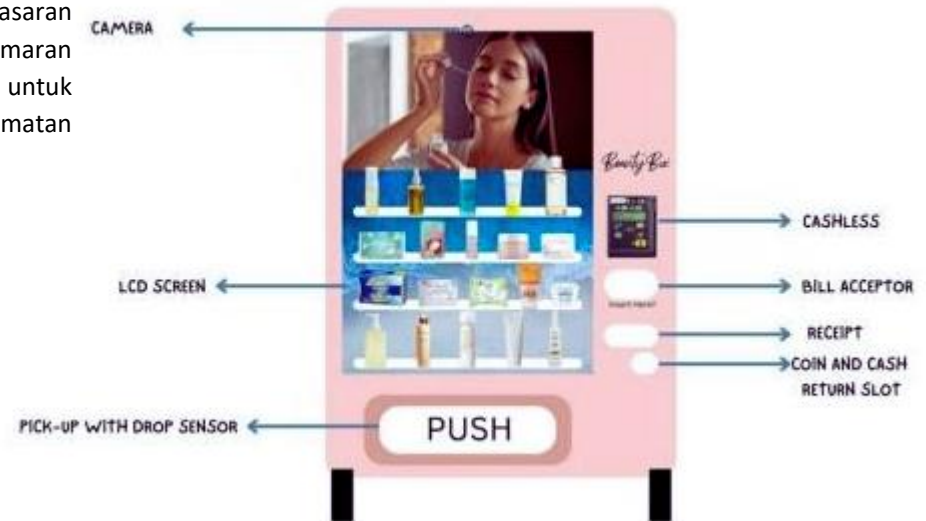 asaran
maran
untuk
matan
CAMERA
Beauty Box
CASHLESS
LCD SCREEN
BILL ACCEPTOR
RECEIPT
COIN AND CASH
RETURN SLOT
PICK-UP WITH DROP SENSOR
PUSH